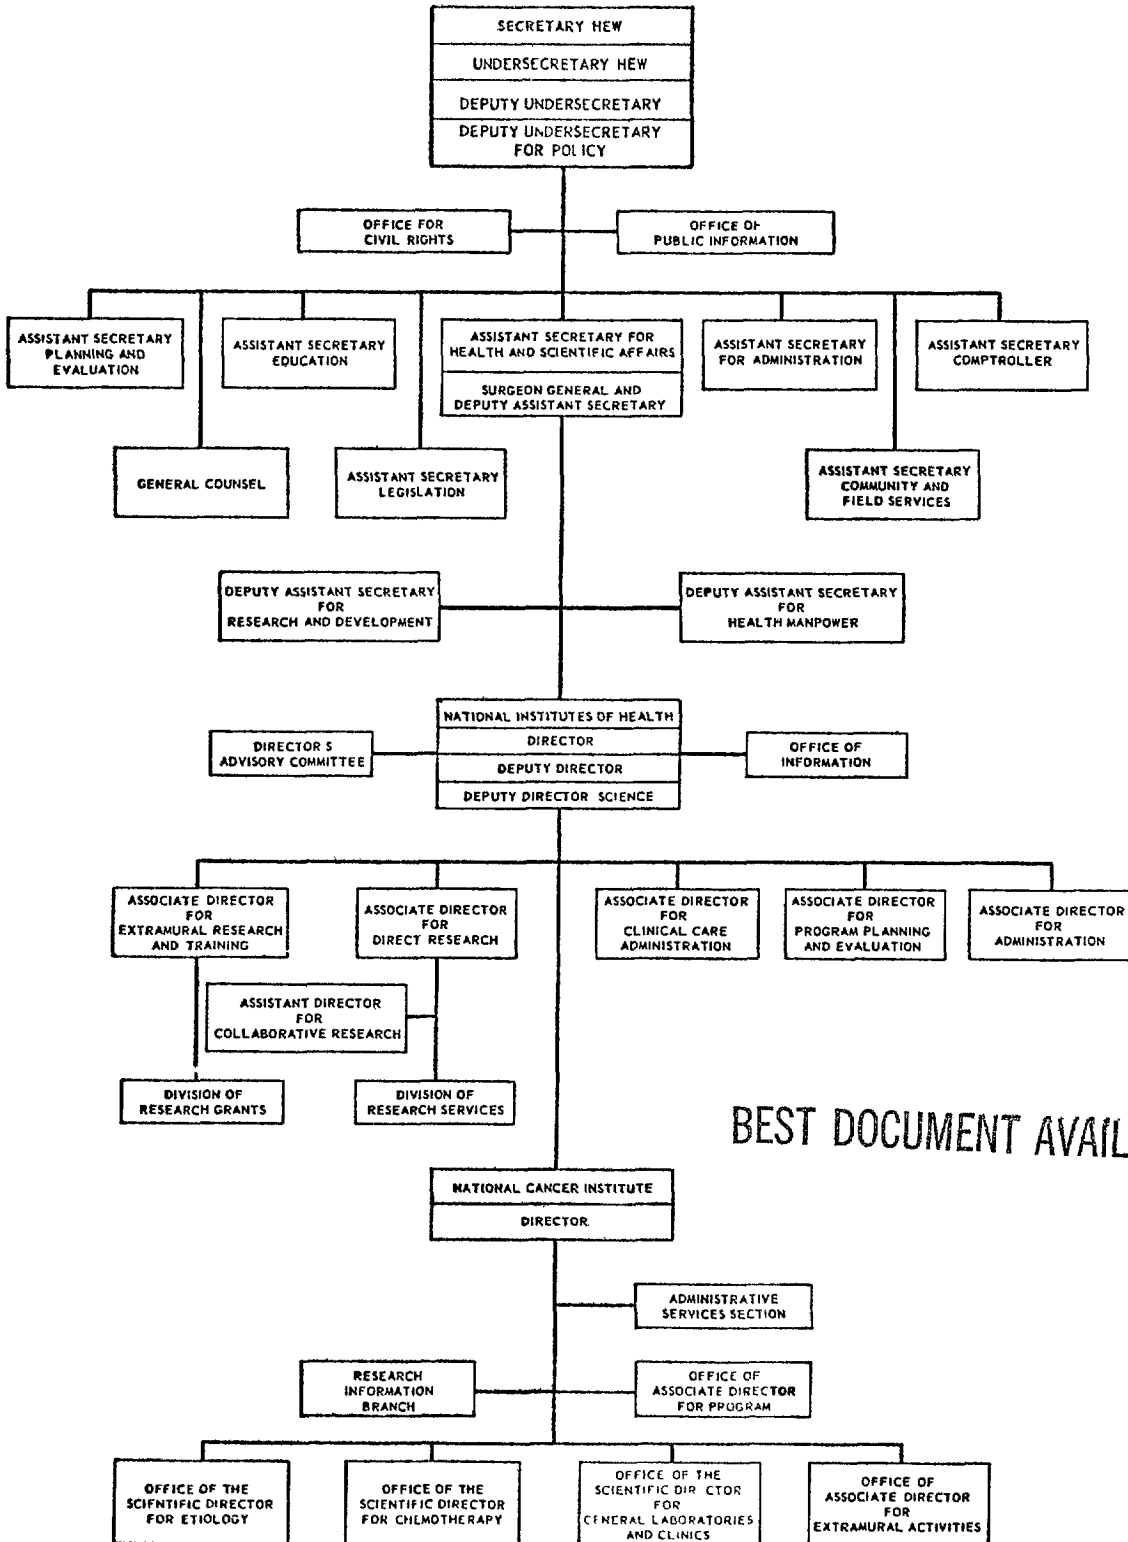 SECRETARY HEW
UNDERSECRETARY HEW
DEPUTY UNDERSECRETARY
DEPUTY UNDERSECRETARY
FOR POLICY
OFFICE FOR
CIVIL RIGHTS
OFFICE OF
PUBLIC INFORMATION
ASSISTANT SECRETARY
PLANNING AND
EVALUATION
ASSISTANT SECRETARY
EDUCATION
ASSISTANT SECRETARY FOR
HEALTH AND SCIENTIFIC AFFAIRS
SURGEON GENERAL AND
DEPUTY ASSISTANT SECRETARY
ASSISTANT SECRETARY
FOR ADMINISTRATION
ASSISTANT SECRETARY
COMPTROLLER
GENERAL COUNSEL
ASSISTANT SECRETARY
LEGISLATION
ASSISTANT SECRETARY
COMMUNITY AND
FIELD SERVICES
DEPUTY ASSISTANT SECRETARY
FOR
RESEARCH AND DEVELOPMENT
DEPUTY ASSISTANT SECRETARY
FOR
HEALTH MANPOWER
NATIONAL INSTITUTES OF HEALTH
DIRECTOR
DEPUTY DIRECTOR
DEPUTY DIRECTOR SCIENCE
DIRECTOR S
ADVISORY COMMITTEE
OFFICE OF
INFORMATION
ASSOCIATE DIRECTOR
FOR
EXTRAMURAL RESEARCH
AND TRAINING
ASSOCIATE DIRECTOR
FOR
DIRECT RESEARCH
ASSOCIATE DIRECTOR
FOR
CLINICAL CARE
ADMINISTRATION
ASSOCIATE DIRECTOR
FOR
PROGRAM PLANNING
AND EVALUATION
ASSOCIATE DIRECTOR
FOR
ADMINISTRATION
ASSISTANT DIRECTOR
FOR
COLLABORATIVE RESEARCH
DIVISION OF
RESEARCH GRANTS
DIVISION OF
RESEARCH SERVICES
BEST DOCUMENT AVAIL
NATIONAL CANCER INSTITUTE
DIRECTOR
ADMINISTRATIVE
SERVICES SECTION
RESEARCH
INFORMATION
BRANCH
OFFICE OF
ASSOCIATE DIRECTOR
FOR PROGRAM
OFFICE OF THE
SCIENTIFIC DIRECTOR
FOR ETIOLOGY
OFFICE OF THE
SCIENTIFIC DIRECTOR
FOR CHEMOTHERAPY
OFFICE OF THE
SCIENTIFIC DIR CTOR
FOR
GENERAL LABORATORIES
AND CLINICS
OFFICE OF
ASSOCIATE DIRECTOR
FOR
EXTRAMURAL ACTIVITIES